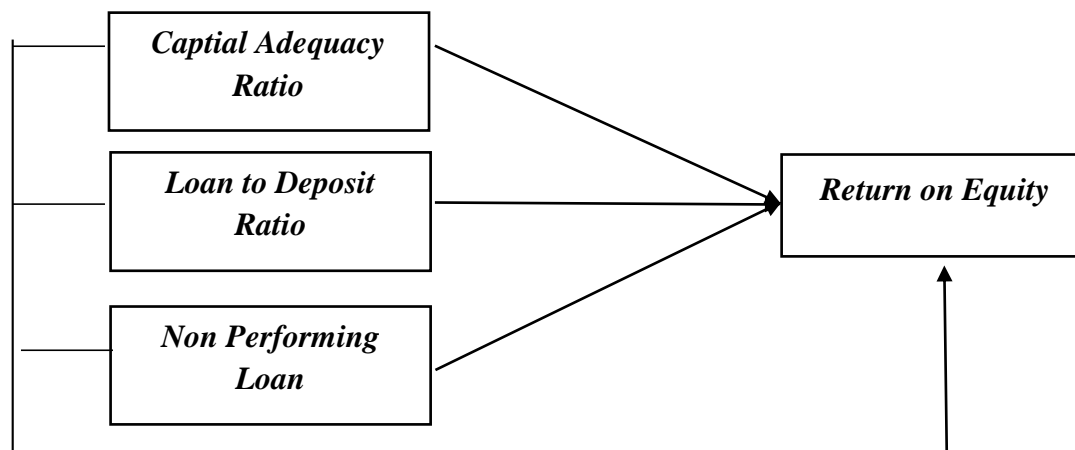 Captial Adequacy
Ratio
Loan to Deposit
Ratio
Return on Equity
Non Performing
Loan